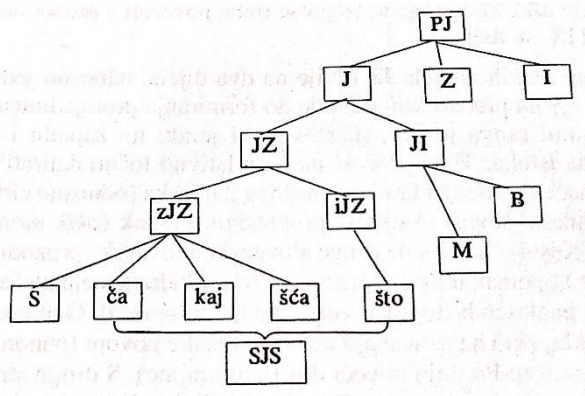 PJ
J Z I
JZ JI
zJZ iJZ B
M
S ča kaj šća što
SJS